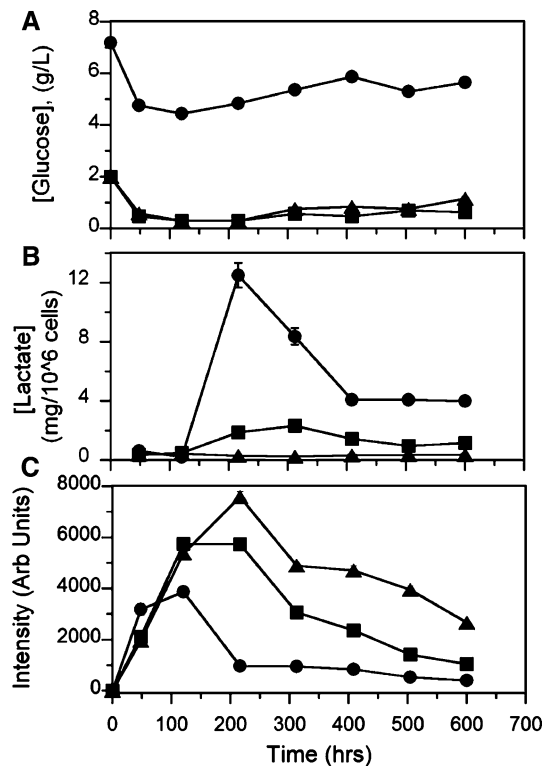 A
[Glucose], (g/L)
8
6
4
2
0
B
[Lactate]
(mg/10^6 cells)
12
8
4
0
C
Intensity (Arb Units)
8000
6000
4000
2000
0
0 100 200 300 400 500 600 700
Time (hrs)